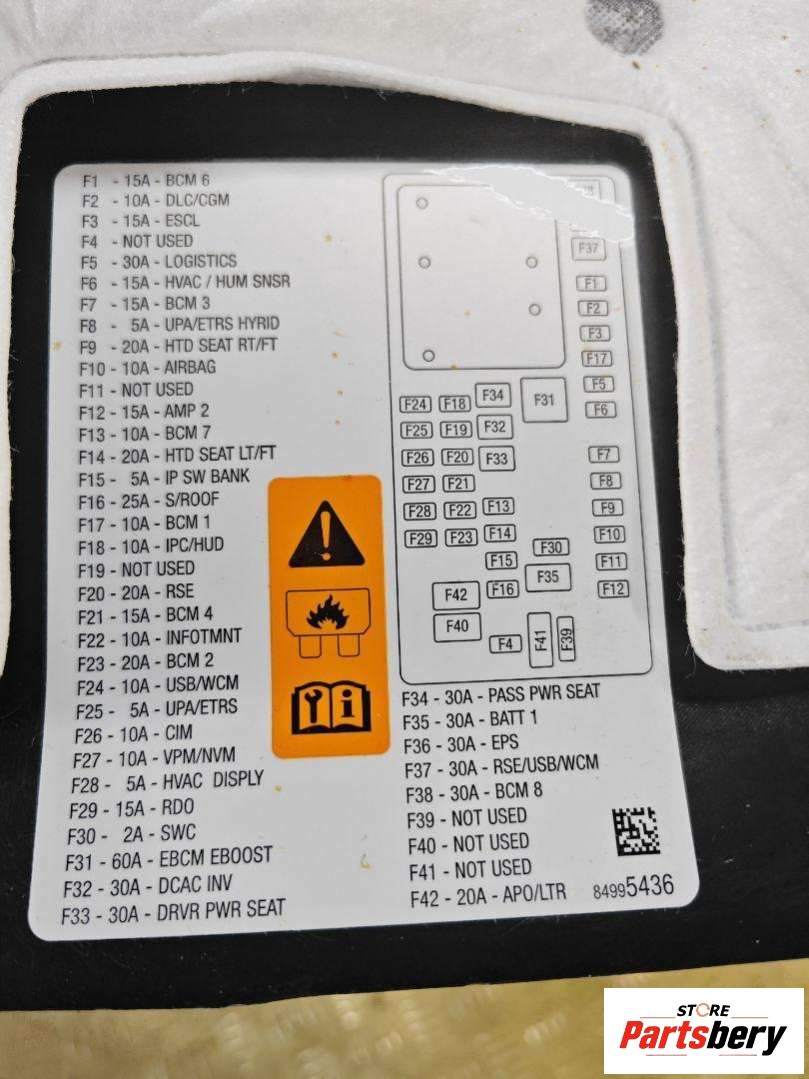 F1 - 15A - BCM 6
F2 - 10A - DLC/CGM
F3 - 15A - ESCL
F4 - NOT USED
F5 - 30A - LOGISTICS
F6 - 15A - HVAC / HUM SNSR
F7 - 15A - BCM 3
F8 - 5A - UPA/ETRS HYRID
F9 - 20A - HTD SEAT RT/FT
F10 - 10A - AIRBAG
F11 - NOT USED
F12 - 15A - AMP 2
F13 - 10A - BCM 7
F14 - 20A - HTD SEAT LT/FT
F15 - 5A - IP SW BANK
F16 - 25A - S/ROOF
F17 - 10A - BCM 1
F18 - 10A - IPC/HUD
F19 - NOT USED
F20 - 20A - RSE
F21 - 15A - BCM 4
F22 - 10A - INFOTMNT
F23 - 20A - BCM 2
F24 - 10A - USB/WCM
F25 - 5A - UPA/ETRS
F26 - 10A - CIM
F27 - 10A - VPM/NVM
F28 - 5A - HVAC DISPLY
F29 - 15A - RDO
F30 - 2A - SWC
F31 - 60A - EBCM EBOOST
F32 - 30A - DCAC INV
F33 - 30A - DRVR PWR SEAT
F37
F1
F2
F3
F17
F5
F6
F24 F18 F34 F31
F25 F19 F32
F26 F20 F33 F7
F27 F21 F8
F28 F22 F13 F9
F29 F23 F14 F30 F10
F15 F35 F11
F42 F16 F12
F40 F4 F41 F39
F34 - 30A - PASS PWR SEAT
F35 - 30A - BATT 1
F36 - 30A - EPS
F37 - 30A - RSE/USB/WCM
F38 - 30A - BCM 8
F39 - NOT USED
F40 - NOT USED
F41 - NOT USED
F42 - 20A - APO/LTR
84995436
STORE
Partsbery